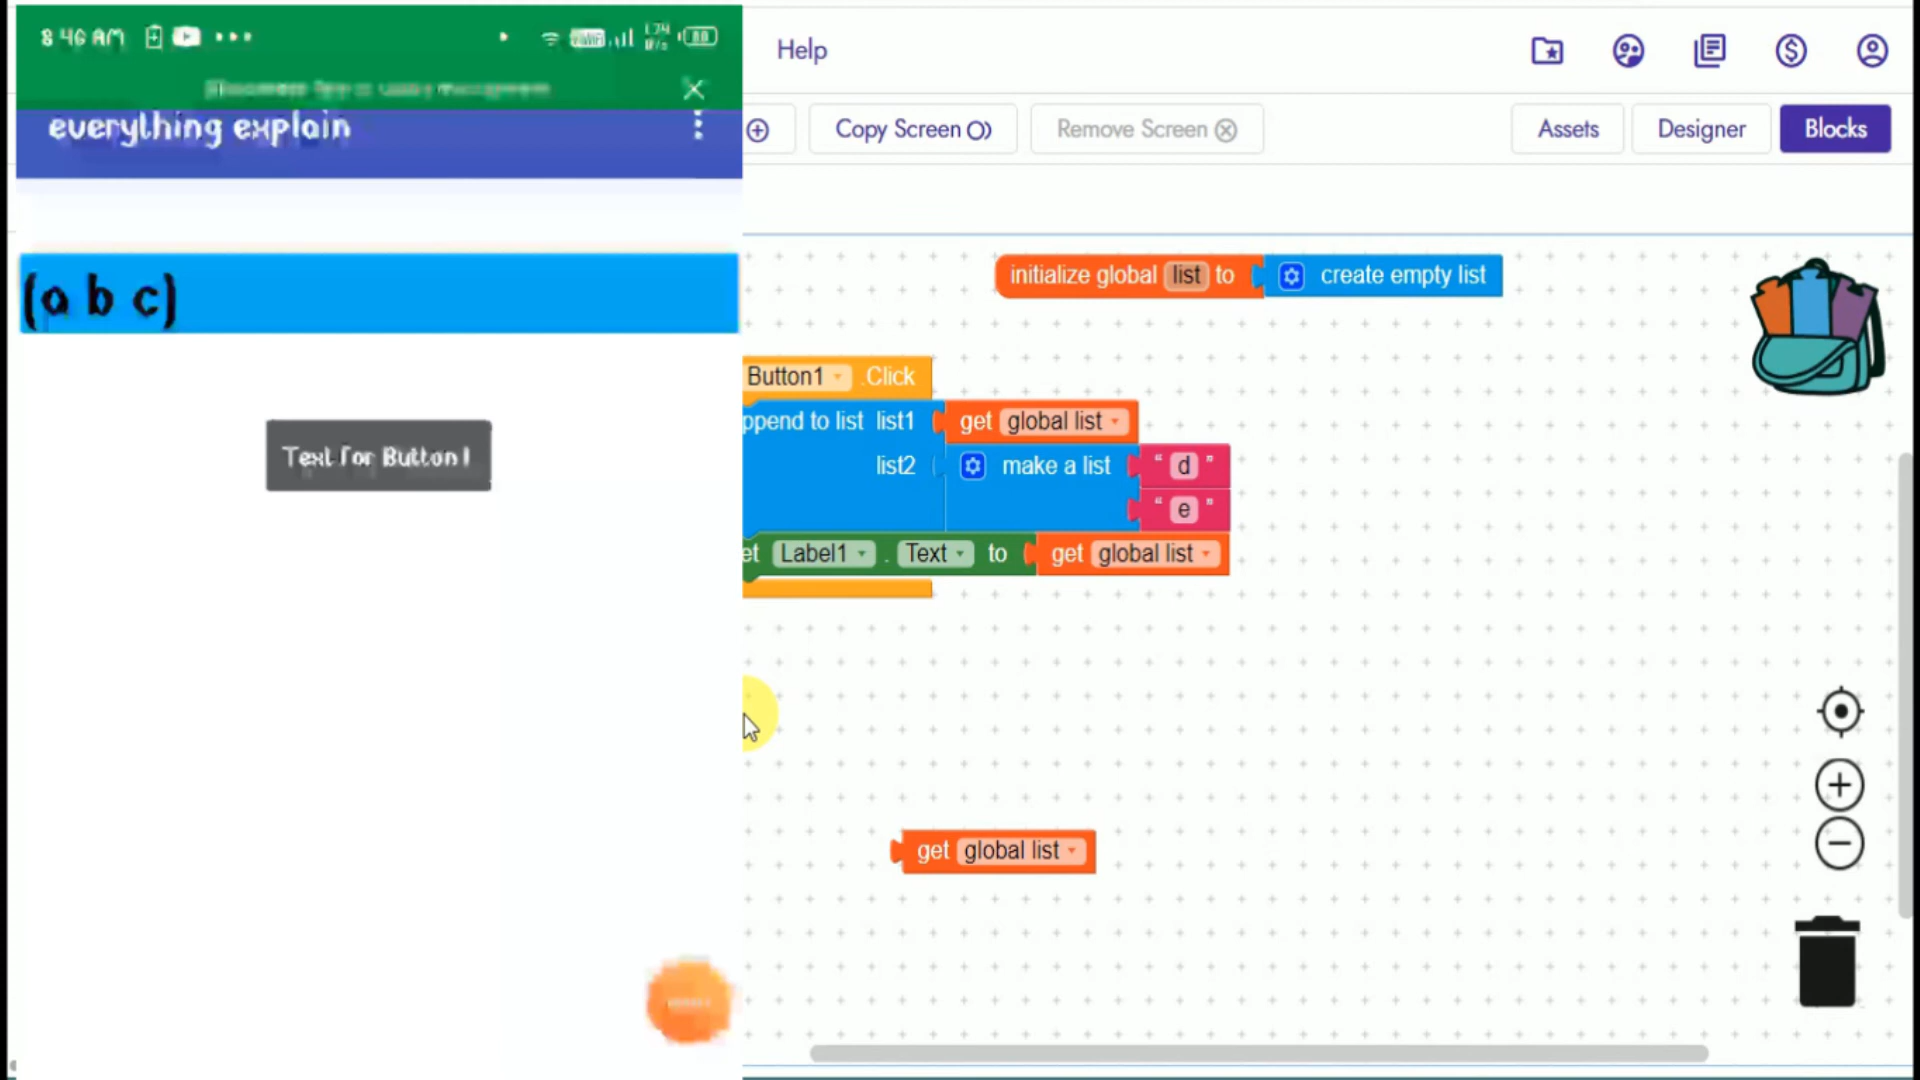 8:46 AM
everything explain
(a b c)
Text for Button1
Help
Copy Screen
Remove Screen
Assets
Designer
Blocks
initialize global list to create empty list
Button1 .Click
ppend to list list1 get global list
list2 make a list " d "
" e "
et Label1 . Text to get global list
get global list